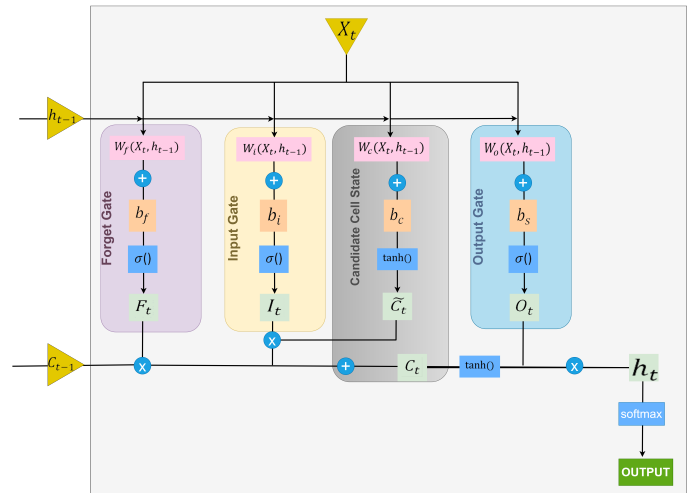 X_t
h_{t-1}
W_f(X_t, h_{t-1})
W_i(X_t, h_{t-1})
W_c(X_t, h_{t-1})
W_o(X_t, h_{t-1})
+
+
+
+
Forget Gate
b_f
Input Gate
b_i
Candidate Cell State
b_c
Output Gate
b_s
σ()
σ()
tanh()
σ()
F_t
I_t
C̃_t
O_t
x
C_{t-1}
x
+
C_t
tanh()
x
h_t
softmax
OUTPUT